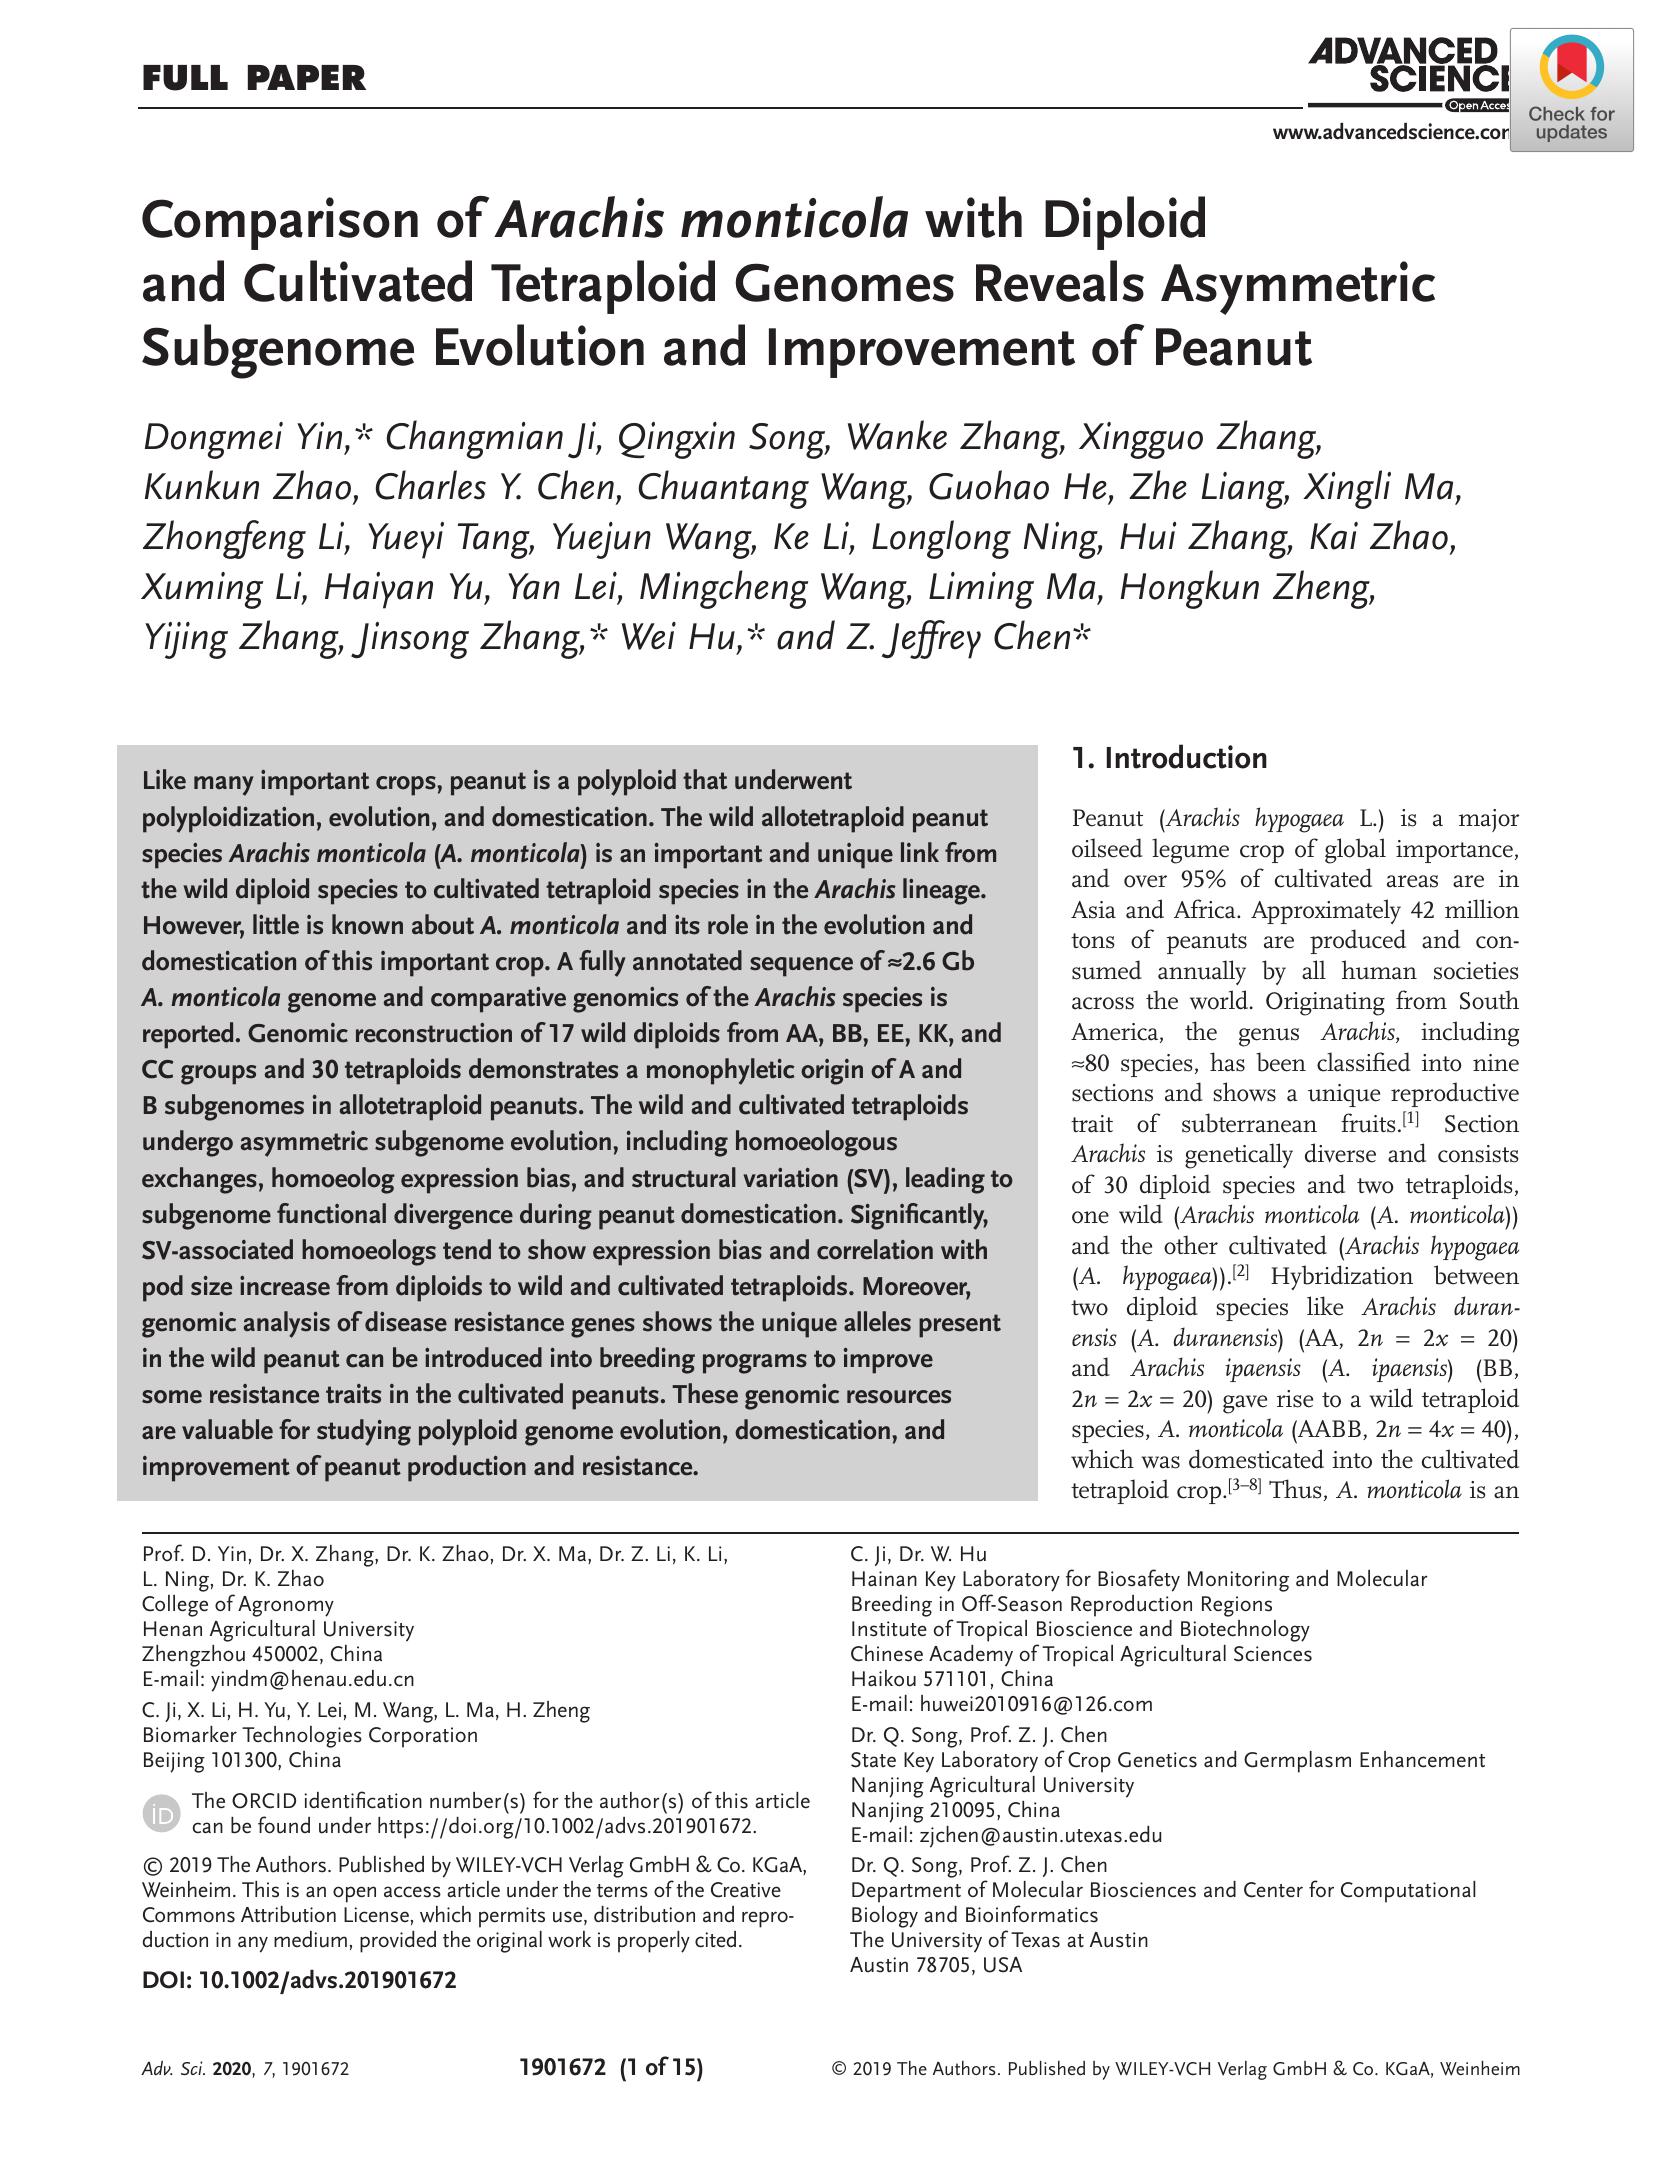 FULL PAPER
ADVANCED
SCIENCE
Open Acces
www.advancedscience.con
Check for
updates
Comparison of Arachis monticola with Diploid
and Cultivated Tetraploid Genomes Reveals Asymmetric
Subgenome Evolution and Improvement of Peanut
Dongmei Yin,* Changmian Ji, Qingxin Song, Wanke Zhang, Xingguo Zhang,
Kunkun Zhao, Charles Y. Chen, Chuantang Wang, Guohao He, Zhe Liang, Xingli Ma,
Zhongfeng Li, Yueyi Tang, Yuejun Wang, Ke Li, Longlong Ning, Hui Zhang, Kai Zhao,
Xuming Li, Haiyan Yu, Yan Lei, Mingcheng Wang, Liming Ma, Hongkun Zheng,
Yijing Zhang, Jinsong Zhang,* Wei Hu,* and Z. Jeffrey Chen*
Like many important crops, peanut is a polyploid that underwent
polyploidization, evolution, and domestication. The wild allotetraploid peanut
species Arachis monticola (A. monticola) is an important and unique link from
the wild diploid species to cultivated tetraploid species in the Arachis lineage.
However, little is known about A. monticola and its role in the evolution and
domestication of this important crop. A fully annotated sequence of ≈2.6 Gb
A. monticola genome and comparative genomics of the Arachis species is
reported. Genomic reconstruction of 17 wild diploids from AA, BB, EE, KK, and
CC groups and 30 tetraploids demonstrates a monophyletic origin of A and
B subgenomes in allotetraploid peanuts. The wild and cultivated tetraploids
undergo asymmetric subgenome evolution, including homoeologous
exchanges, homoeolog expression bias, and structural variation (SV), leading to
subgenome functional divergence during peanut domestication. Significantly,
SV-associated homoeologs tend to show expression bias and correlation with
pod size increase from diploids to wild and cultivated tetraploids. Moreover,
genomic analysis of disease resistance genes shows the unique alleles present
in the wild peanut can be introduced into breeding programs to improve
some resistance traits in the cultivated peanuts. These genomic resources
are valuable for studying polyploid genome evolution, domestication, and
improvement of peanut production and resistance.
1. Introduction
Peanut (Arachis hypogaea L.) is a major
oilseed legume crop of global importance,
and over 95% of cultivated areas are in
Asia and Africa. Approximately 42 million
tons of peanuts are produced and con-
sumed annually by all human societies
across the world. Originating from South
America, the genus Arachis, including
≈80 species, has been classified into nine
sections and shows a unique reproductive
trait of subterranean fruits.[1] Section
Arachis is genetically diverse and consists
of 30 diploid species and two tetraploids,
one wild (Arachis monticola (A. monticola))
and the other cultivated (Arachis hypogaea
(A. hypogaea)).[2] Hybridization between
two diploid species like Arachis duran-
ensis (A. duranensis) (AA, 2n = 2x = 20)
and Arachis ipaensis (A. ipaensis) (BB,
2n = 2x = 20) gave rise to a wild tetraploid
species, A. monticola (AABB, 2n = 4x = 40),
which was domesticated into the cultivated
tetraploid crop.[3–8] Thus, A. monticola is an
Prof. D. Yin, Dr. X. Zhang, Dr. K. Zhao, Dr. X. Ma, Dr. Z. Li, K. Li,
L. Ning, Dr. K. Zhao
College of Agronomy
Henan Agricultural University
Zhengzhou 450002, China
E-mail: yindm@henau.edu.cn
C. Ji, X. Li, H. Yu, Y. Lei, M. Wang, L. Ma, H. Zheng
Biomarker Technologies Corporation
Beijing 101300, China
iD
The ORCID identification number(s) for the author(s) of this article
can be found under https://doi.org/10.1002/advs.201901672.
© 2019 The Authors. Published by WILEY-VCH Verlag GmbH & Co. KGaA,
Weinheim. This is an open access article under the terms of the Creative
Commons Attribution License, which permits use, distribution and repro-
duction in any medium, provided the original work is properly cited.
DOI: 10.1002/advs.201901672
C. Ji, Dr. W. Hu
Hainan Key Laboratory for Biosafety Monitoring and Molecular
Breeding in Off-Season Reproduction Regions
Institute of Tropical Bioscience and Biotechnology
Chinese Academy of Tropical Agricultural Sciences
Haikou 571101, China
E-mail: huwei2010916@126.com
Dr. Q. Song, Prof. Z. J. Chen
State Key Laboratory of Crop Genetics and Germplasm Enhancement
Nanjing Agricultural University
Nanjing 210095, China
E-mail: zjchen@austin.utexas.edu
Dr. Q. Song, Prof. Z. J. Chen
Department of Molecular Biosciences and Center for Computational
Biology and Bioinformatics
The University of Texas at Austin
Austin 78705, USA
Adv. Sci. 2020, 7, 1901672
1901672 (1 of 15)
© 2019 The Authors. Published by WILEY-VCH Verlag GmbH & Co. KGaA, Weinheim